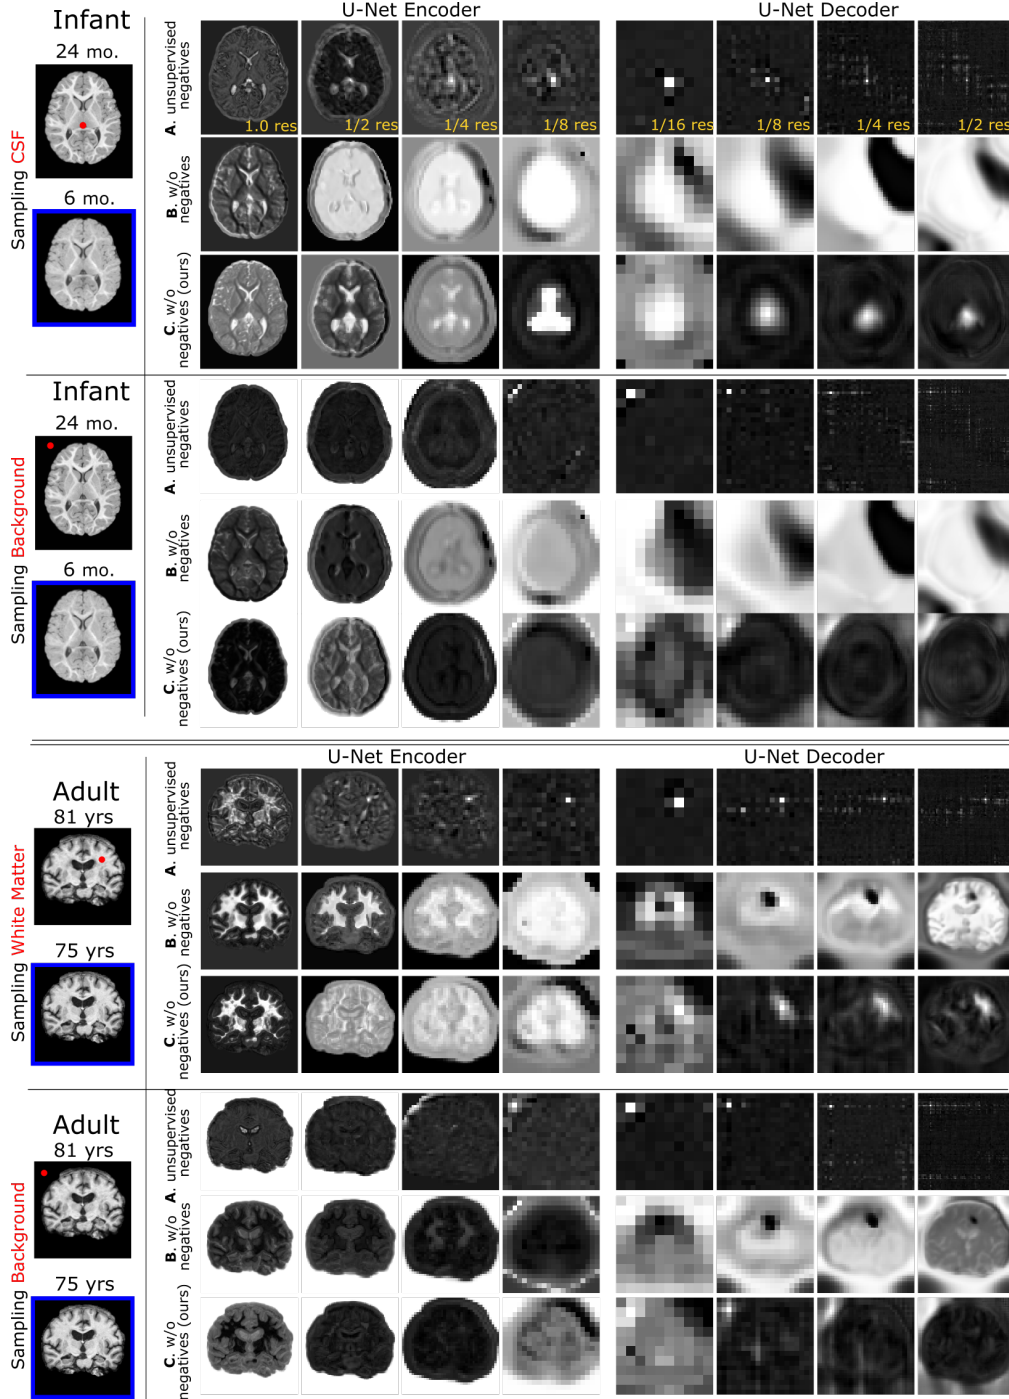 U-Net Encoder
U-Net Decoder
Sampling CSF
Infant
24 mo.
6 mo.
A. unsupervised
negatives
1.0 res
1/2 res
1/4 res
1/8 res
1/16 res
1/8 res
1/4 res
1/2 res
B. w/o
negatives
C. w/o
negatives (ours)
Sampling Background
Infant
24 mo.
6 mo.
A. unsupervised
negatives
B. w/o
negatives
C. w/o
negatives (ours)
U-Net Encoder
U-Net Decoder
Sampling White Matter
Adult
81 yrs
75 yrs
A. unsupervised
negatives
B. w/o
negatives
C. w/o
negatives (ours)
Sampling Background
Adult
81 yrs
75 yrs
A. unsupervised
negatives
B. w/o
negatives
C. w/o
negatives (ours)